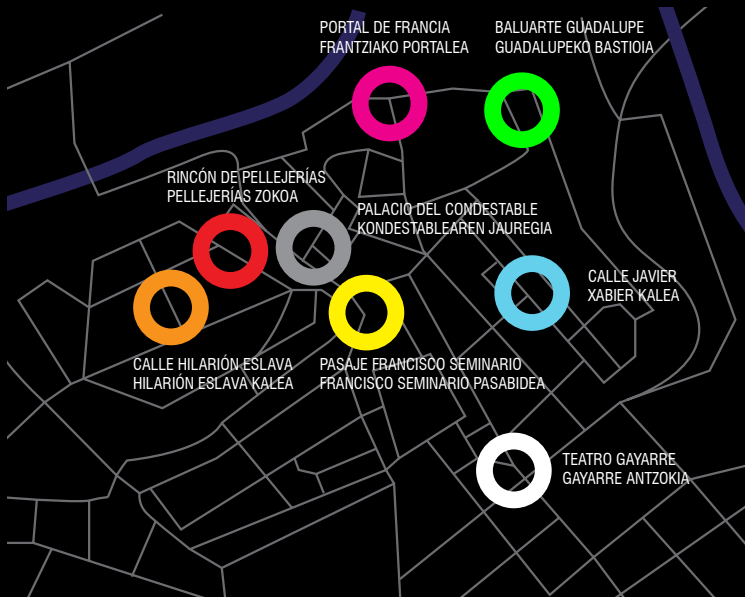 PORTAL DE FRANCIA
FRANTZIAKO PORTALEA
BALUARTE GUADALUPE
GUADALUPEKO BASTIOIA
RINCÓN DE PELLEJERÍAS
PELLEJERÍAS ZOKOA
PALACIO DEL CONDESTABLE
KONDESTABLEAREN JAUREGIA
CALLE JAVIER
XABIER KALEA
CALLE HILARIÓN ESLAVA
HILARIÓN ESLAVA KALEA
PASAJE FRANCISCO SEMINARIO
FRANCISCO SEMINARIO PASABIDEA
TEATRO GAYARRE
GAYARRE ANTZOKIA